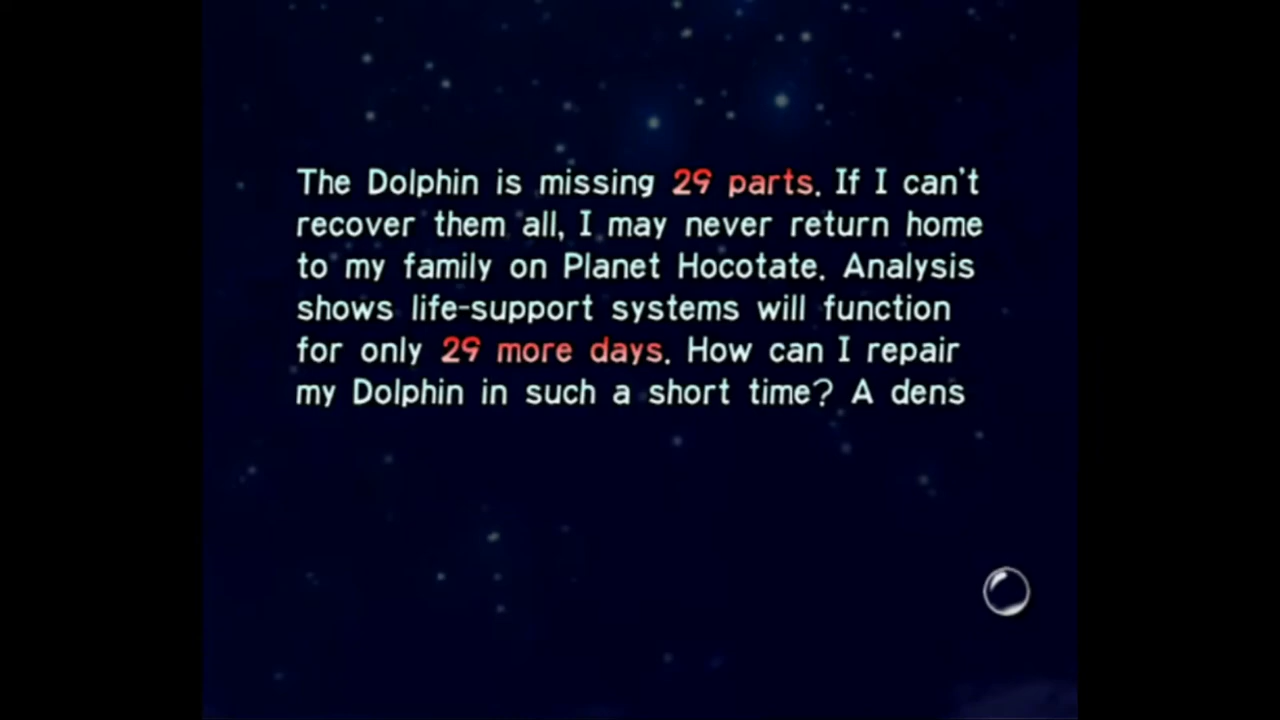 The Dolphin is missing 29 parts. If I can't
recover them all, I may never return home
to my family on Planet Hocotate. Analysis
shows life-support systems will function
for only 29 more days. How can I repair
my Dolphin in such a short time? A dens